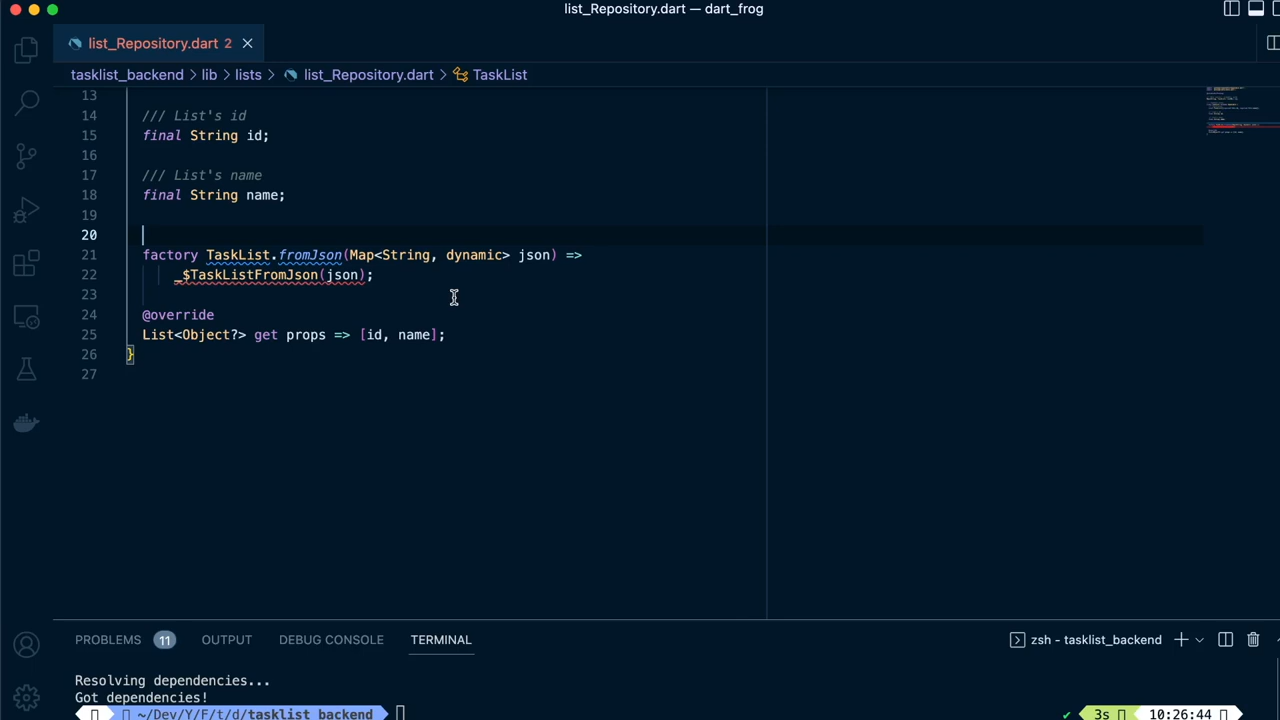 list_Repository.dart — dart_frog
list_Repository.dart 2
tasklist_backend > lib > lists > list_Repository.dart > TaskList
13
14 /// List's id
15 final String id;
16
17 /// List's name
18 final String name;
19
20
21 factory TaskList.fromJson(Map<String, dynamic> json) =>
22 _$TaskListFromJson(json);
23
24 @override
25 List<Object?> get props => [id, name];
26 }
27
PROBLEMS 11 OUTPUT DEBUG CONSOLE TERMINAL zsh - tasklist_backend
Resolving dependencies...
Got dependencies!
~/Dev/Y/F/t/d/tasklist_backend 3s 10:26:44